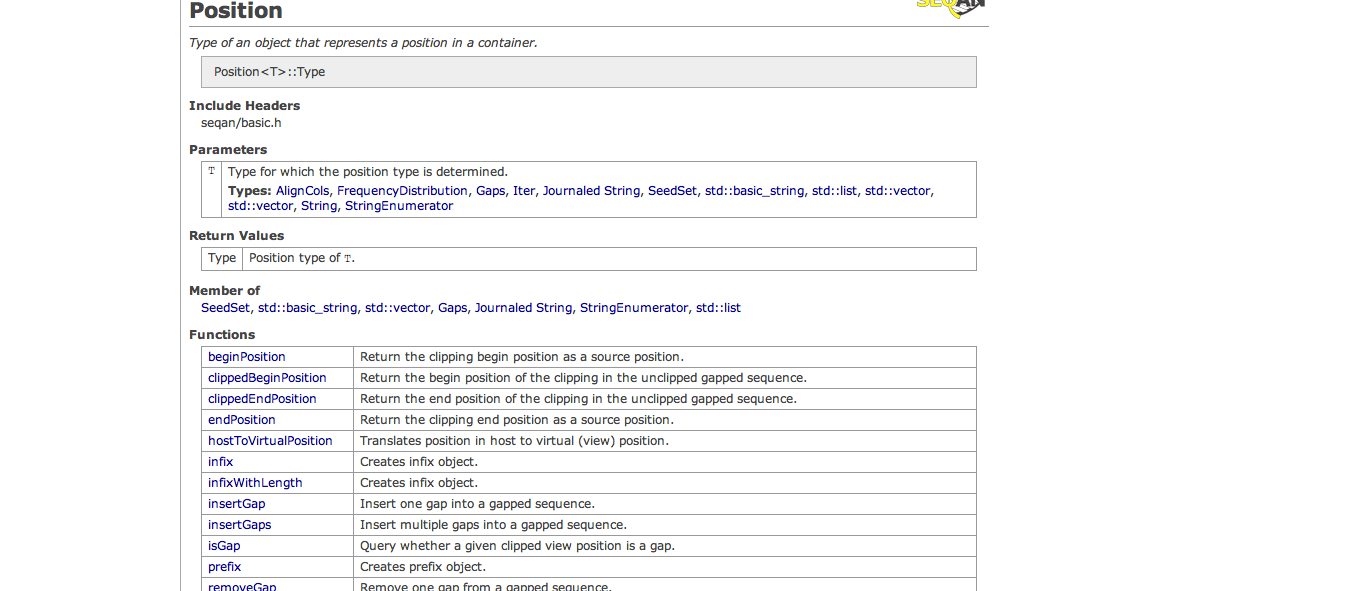 SEQAN
Position
Type of an object that represents a position in a container.
Position<T>::Type
Include Headers
seqan/basic.h
Parameters
T Type for which the position type is determined.
Types: AlignCols, FrequencyDistribution, Gaps, Iter, Journaled String, SeedSet, std::basic_string, std::list, std::vector,
std::vector, String, StringEnumerator
Return Values
Type Position type of T.
Member of
SeedSet, std::basic_string, std::vector, Gaps, Journaled String, StringEnumerator, std::list
Functions
beginPosition Return the clipping begin position as a source position.
clippedBeginPosition Return the begin position of the clipping in the unclipped gapped sequence.
clippedEndPosition Return the end position of the clipping in the unclipped gapped sequence.
endPosition Return the clipping end position as a source position.
hostToVirtualPosition Translates position in host to virtual (view) position.
infix Creates infix object.
infixWithLength Creates infix object.
insertGap Insert one gap into a gapped sequence.
insertGaps Insert multiple gaps into a gapped sequence.
isGap Query whether a given clipped view position is a gap.
prefix Creates prefix object.
removeGap Remove one gap from a gapped sequence.